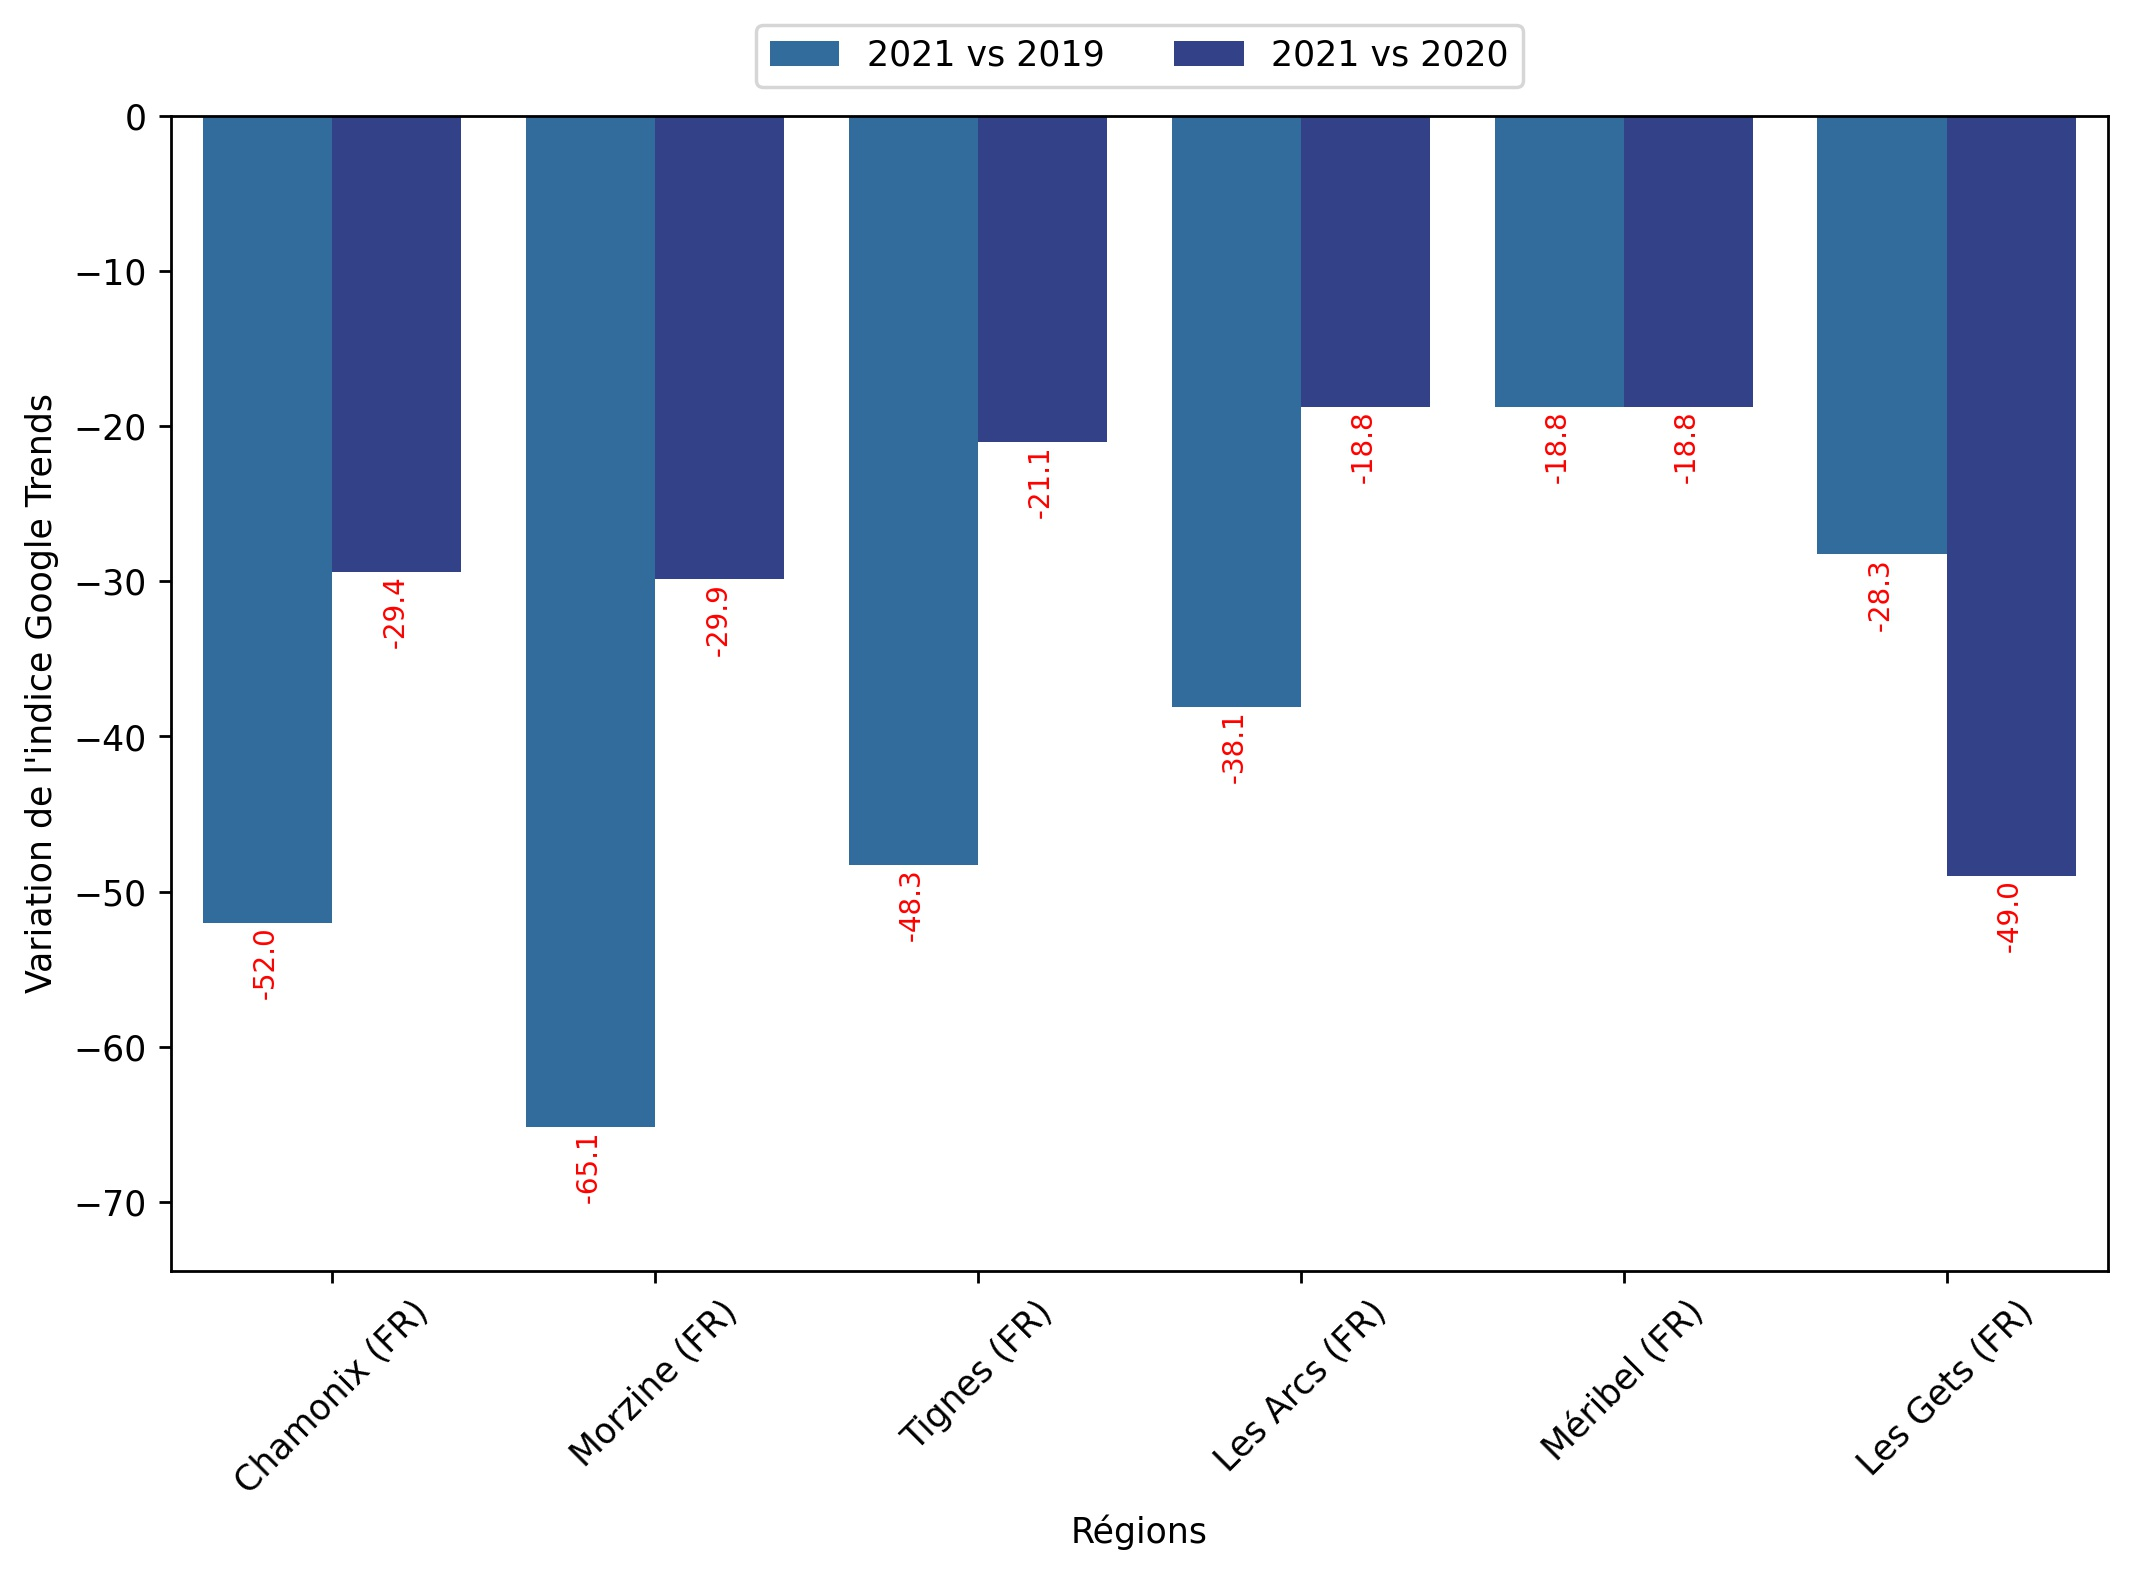 2021 vs 2019
2021 vs 2020
Variation de l'indice Google Trends
0
−10
−20
−30
−40
−50
−60
−70
-52.0
-29.4
-65.1
-29.9
-48.3
-21.1
-38.1
-18.8
-18.8
-18.8
-28.3
-49.0
Chamonix (FR)
Morzine (FR)
Tignes (FR)
Les Arcs (FR)
Méribel (FR)
Les Gets (FR)
Régions